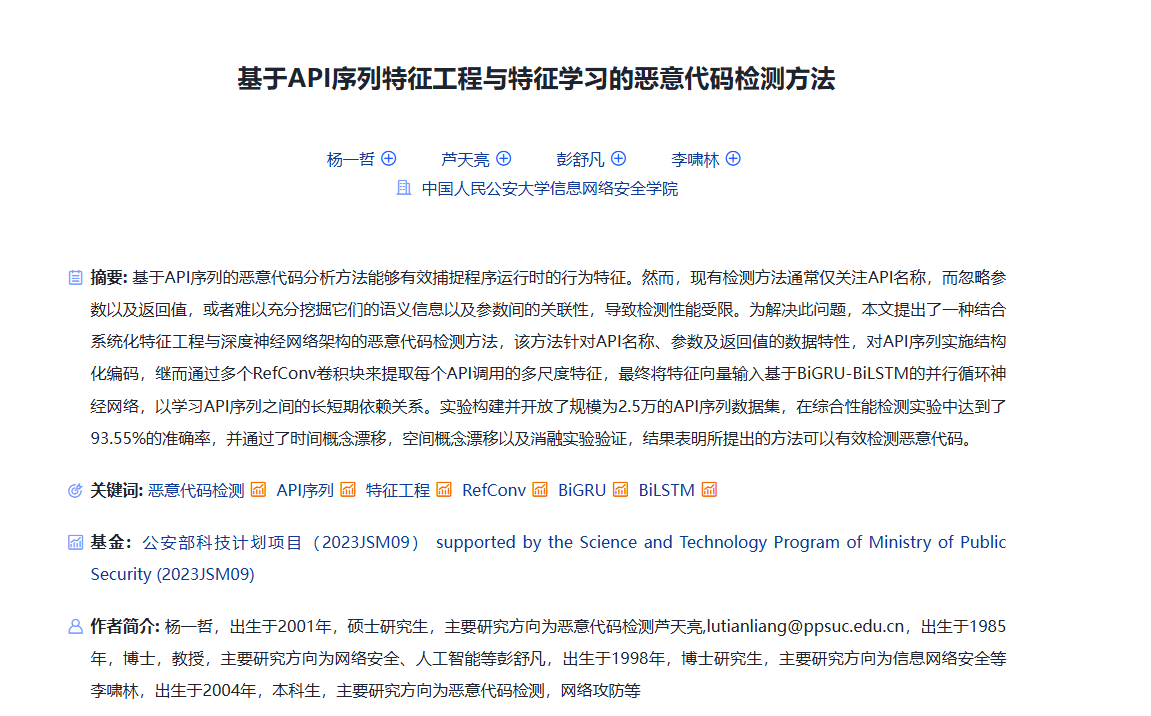 基于API序列特征工程与特征学习的恶意代码检测方法
杨一哲 芦天亮 彭舒凡 李啸林
中国人民公安大学信息网络安全学院
摘要: 基于API序列的恶意代码分析方法能够有效捕捉程序运行时的行为特征。然而，现有检测方法通常仅关注API名称，而忽略参
数以及返回值，或者难以充分挖掘它们的语义信息以及参数间的关联性，导致检测性能受限。为解决此问题，本文提出了一种结合
系统化特征工程与深度神经网络架构的恶意代码检测方法，该方法针对API名称、参数及返回值的数据特性，对API序列实施结构
化编码，继而通过多个RefConv卷积块来提取每个API调用的多尺度特征，最终将特征向量输入基于BiGRU-BiLSTM的并行循环神
经网络，以学习API序列之间的长短期依赖关系。实验构建并开放了规模为2.5万的API序列数据集，在综合性能检测实验中达到了
93.55%的准确率，并通过了时间概念漂移，空间概念漂移以及消融实验验证，结果表明所提出的方法可以有效检测恶意代码。
关键词: 恶意代码检测 API序列 特征工程 RefConv BiGRU BiLSTM
基金：公安部科技计划项目（2023JSM09） supported by the Science and Technology Program of Ministry of Public
Security (2023JSM09)
作者简介: 杨一哲，出生于2001年，硕士研究生，主要研究方向为恶意代码检测芦天亮,lutianliang@ppsuc.edu.cn，出生于1985
年，博士，教授，主要研究方向为网络安全、人工智能等彭舒凡，出生于1998年，博士研究生，主要研究方向为信息网络安全等
李啸林，出生于2004年，本科生，主要研究方向为恶意代码检测，网络攻防等